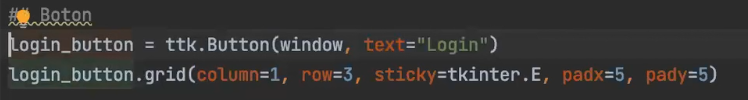 ## Boton
login_button = ttk.Button(window, text="Login")
login_button.grid(column=1, row=3, sticky=tkinter.E, padx=5, pady=5)